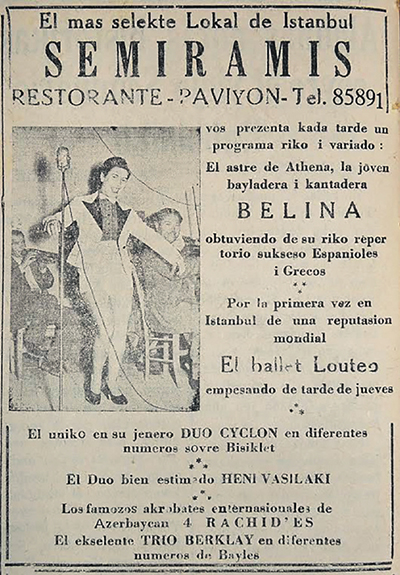 El mas selekte Lokal de Istanbul
SEMIRAMIS
RESTORANTE - PAVIYON - Tel. 85891
vos prezenta kada tarde un
programa riko i variado :
El astre de Athena, la jöven
bayladera i kantadera
BELINA
obtuviendo de su riko reper
torio sukseso Espanioles
i Grecos
Por la primera vez en
Istanbul de una reputasion
mondial
El ballet Louteo
empesando de tarde de jueves
El uniko en su jenero DUO CYCLON en diferentes
numeros sovre Bisiklet
El Duo bien estimado HENI VASILAKI
Los famozos akrobates enternasionales de
Azerbaycan 4 RACHID'ES
El ekselente TRIO BERKLAY en diferentes
numeros de Bayles